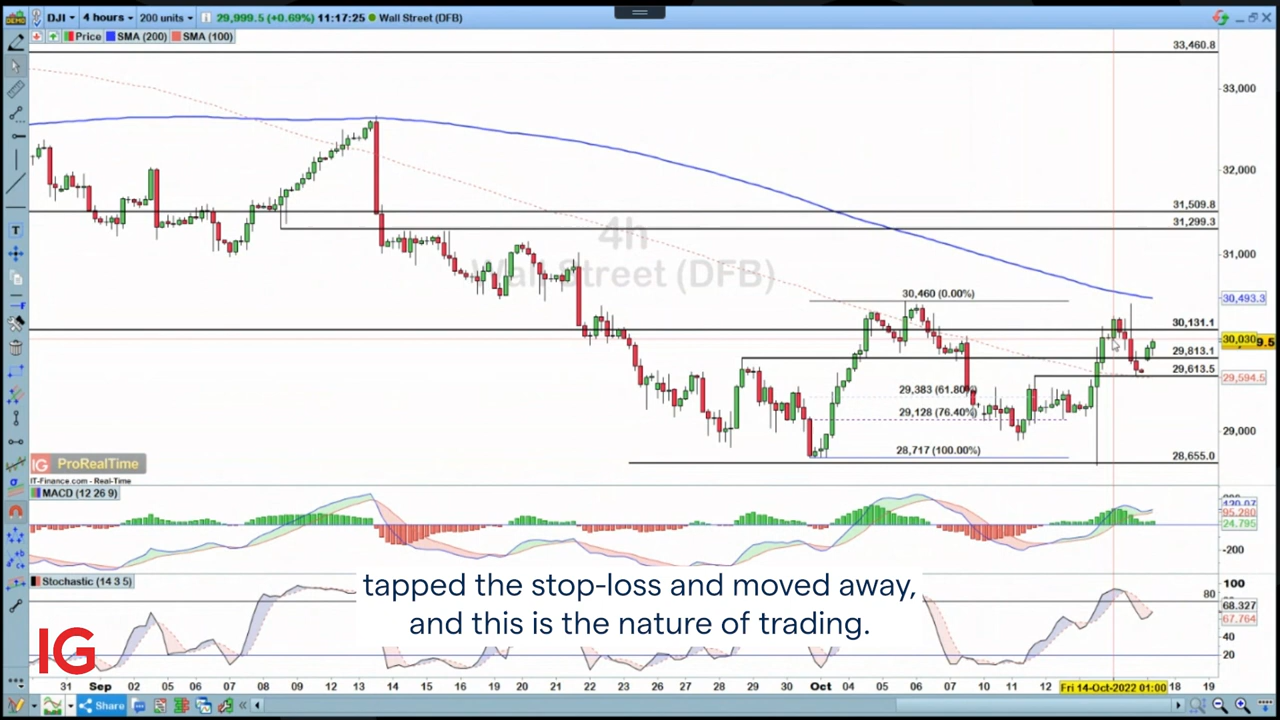 DEMO DJI 4 hours 200 units 29,999.5 (+0.69%) 11:17:25 Wall Street (DFB)
Price SMA (200) SMA (100)
33,460.8
33,000
32,000
31,509.8
31,299.3
31,000
4h
Wall Street (DFB)
30,460 (0.00%)
30,493.3
30,131.1
30,030
9.5
29,813.1
29,613.5
29,594.5
29,383 (61.80%)
29,128 (76.40%)
29,000
28,717 (100.00%)
28,655.0
IG ProRealTime
IT-Finance.com - Real-Time
MACD (12 26 9)
120.07
95.280
24.795
-200
Stochastic (14 3 5)
100
80
68.327
67.764
40
20
tapped the stop-loss and moved away,
and this is the nature of trading.
IG
31 Sep 02 05 06 07 08 09 12 13 14 15 16 19 20 21 22 23 26 27 28 29 30 Oct 04 05 06 07 10 11 12 Fri 14-Oct-2022 01:00 18 19
Share